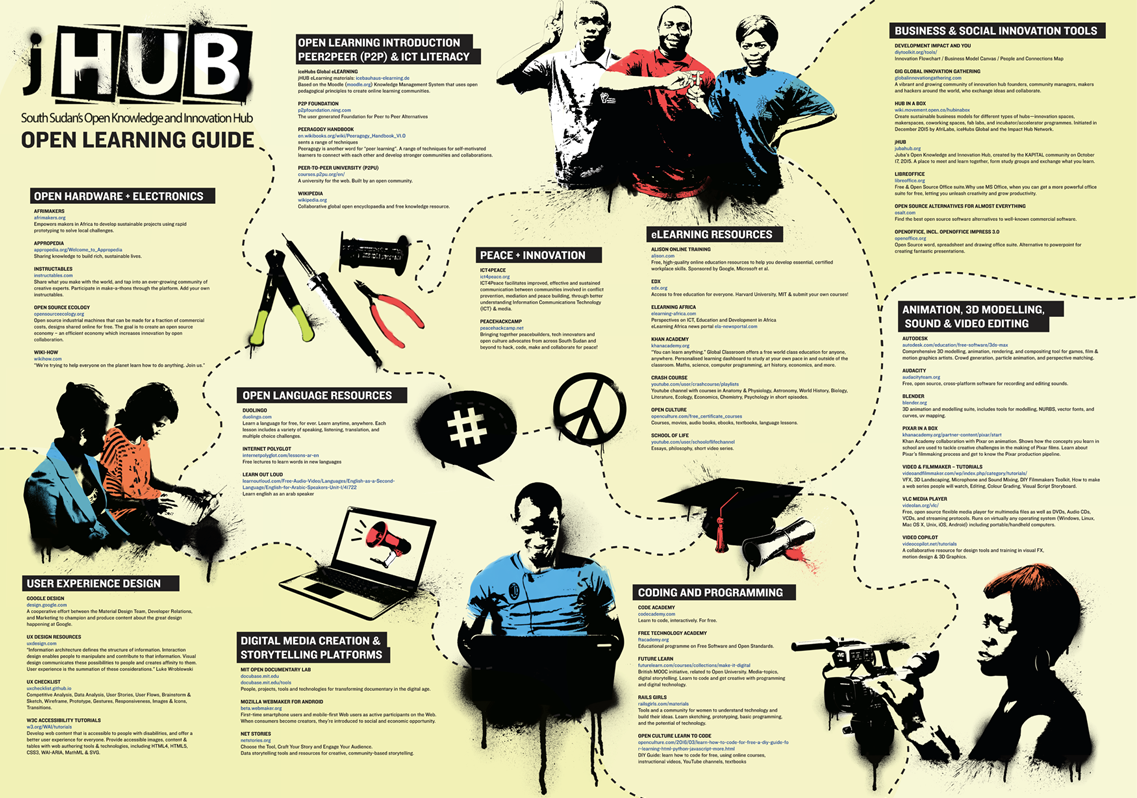 jHUB
South Sudan's Open Knowledge and Innovation Hub
OPEN LEARNING GUIDE
OPEN HARDWARE + ELECTRONICS
AFRIMAKERS
afrimakers.org
Empowers makers in Africa to develop sustainable projects using rapid
prototyping to solve local challenges.
APPROPEDIA
appropedia.org/Welcome_to_Appropedia
Sharing knowledge to build rich, sustainable lives.
INSTRUCTABLES
instructables.com
Share what you make with the world, and tap into an ever-growing community of
creative experts. Participate in make-a-thons through the platform. Add your own
instructables.
OPEN SOURCE ECOLOGY
opensourceecology.org
Open source industrial machines that can be made for a fraction of commercial
costs, designs shared online for free. The goal is to create an open source
economy - an efficient economy which increases innovation by open
collaboration.
WIKI-HOW
wikihow.com
"We're trying to help everyone on the planet learn how to do anything. Join us."
OPEN LEARNING INTRODUCTION
PEER2PEER (P2P) & ICT LITERACY
iceHubs Global eLEARNING
jHUB eLearning materials: icebauhaus-elearning.de
Based on the Moodle (moodle.org) Knowledge Management System that uses open
pedagogical principles to create online learning communities.
P2P FOUNDATION
p2pfoundation.ning.com
The user generated Foundation for Peer to Peer Alternatives
PEERAGOGY HANDBOOK
en.wikibooks.org/wiki/Peeragogy_Handbook_V1.0
sents a range of techniques
Peeragogy is another word for "peer learning". A range of techniques for self-motivated
learners to connect with each other and develop stronger communities and collaborations.
PEER-TO-PEER UNIVERSITY (P2PU)
courses.p2pu.org/en/
A university for the web. Built by an open community.
WIKIPEDIA
wikipedia.org
Collaborative global open encyclopaedia and free knowledge resource.
PEACE + INNOVATION
ICT4PEACE
ict4peace.org
ICT4Peace facilitates improved, effective and sustained
communication between communities involved in conflict
prevention, mediation and peace building, through better
understanding Information Communications Technology
(ICT) & media.
PEACEHACKCAMP
peacehackcamp.net
Bringing together peacebuilders, tech innovators and
open culture advocates from across South Sudan and
beyond to hack, code, make and collaborate for peace!
eLEARNING RESOURCES
ALISON ONLINE TRAINING
alison.com
Free, high-quality online education resources to help you develop essential, certified
workplace skills. Sponsored by Google, Microsoft et al.
EDX
edx.org
Access to free education for everyone. Harvard University, MIT & submit your own courses!
ELEARNING AFRICA
elearning-africa.com
Perspectives on ICT, Education and Development in Africa
eLearning Africa news portal ela-newsportal.com
KHAN ACADEMY
khanacademy.org
"You can learn anything." Global Classroom offers a free world class education for anyone,
anywhere. Personalised learning dashboard to study at your own pace in and outside of the
classroom. Maths, science, computer programming, art history, economics, and more.
CRASH COURSE
youtube.com/user/crashcourse/playlists
Youtube channel with courses in Anatomy & Physiology, Astronomy, World History, Biology,
Literature, Ecology, Economics, Chemistry, Psychology in short episodes.
OPEN CULTURE
openculture.com/free_certificate_courses
Courses, movies, audio books, ebooks, textbooks, language lessons.
SCHOOL OF LIFE
youtube.com/user/schooloflifechannel
Essays, philosophy, short video series.
BUSINESS & SOCIAL INNOVATION TOOLS
DEVELOPMENT IMPACT AND YOU
diytoolkit.org/tools/
Innovation Flowchart / Business Model Canvas / People and Connections Map
GIG GLOBAL INNOVATION GATHERING
globalinnovationgathering.com
A vibrant and growing community of innovation hub founders, community managers, makers
and hackers around the world, who exchange ideas and collaborate.
HUB IN A BOX
wiki.movement.open.co/hubinabox
Create sustainable business models for different types of hubs—innovation spaces,
makerspaces, coworking spaces, fab labs, and incubator/accelerator programmes. Initiated in
December 2015 by AfriLabs, iceHubs Global and the Impact Hub Network.
jHUB
jubahub.org
Juba's Open Knowledge and Innovation Hub, created by the KAPITAL community on October
17, 2015. A place to meet and learn together, form study groups and exchange what you learn.
LIBREOFFICE
libreoffice.org
Free & Open Source Office suite.Why use MS Office, when you can get a more powerful office
suite for free, letting you unleash creativity and grow productivity.
OPEN SOURCE ALTERNATIVES FOR ALMOST EVERYTHING
osalt.com
Find the best open source software alternatives to well-known commercial software.
OPENOFFICE, INCL. OPENOFFICE IMPRESS 3.0
openoffice.org
Open Source word, spreadsheet and drawing office suite. Alternative to powerpoint for
creating fantastic presentations.
ANIMATION, 3D MODELLING,
SOUND & VIDEO EDITING
AUTODESK
autodesk.com/education/free-software/3ds-max
Comprehensive 3D modelling, animation, rendering, and compositing tool for games, film &
motion graphics artists. Crowd generation, particle animation, and perspective matching.
AUDACITY
audacityteam.org
Free, open source, cross-platform software for recording and editing sounds.
BLENDER
blender.org
3D animation and modelling suite, includes tools for modelling, NURBS, vector fonts, and
curves, uv mapping.
PIXAR IN A BOX
khanacademy.org/partner-content/pixar/start
Khan Academy collaboration with Pixar on animation. Shows how the concepts you learn in
school are used to tackle creative challenges in the making of Pixar films. Learn about
Pixar's filmmaking process and get to know the Pixar production pipeline.
VIDEO & FILMMAKER - TUTORIALS
videoandfilmmaker.com/wp/index.php/category/tutorials/
VFX, 3D Landscaping, Microphone and Sound Mixing, DIY Filmmakers Toolkit, How to make
a web series people will watch, Editing, Colour Grading, Visual Script Storyboard.
VLC MEDIA PLAYER
videolan.org/vlc/
Free, open source flexible media player for multimedia files as well as DVDs, Audio CDs,
VCDs, and streaming protocols. Runs on virtually any operating system (Windows, Linux,
Mac OS X, Unix, iOS, Android) including portable/handheld computers.
VIDEO COPILOT
videocopilot.net/tutorials
A collaborative resource for design tools and training in visual FX,
motion design & 3D Graphics.
OPEN LANGUAGE RESOURCES
DUOLINGO
duolingo.com
Learn a language for free, for ever. Learn anytime, anywhere. Each
lesson includes a variety of speaking, listening, translation, and
multiple choice challenges.
INTERNET POLYGLOT
internetpolyglot.com/lessons-ar-en
Free lectures to learn words in new languages
LEARN OUT LOUD
learnoutloud.com/Free-Audio-Video/Languages/English-as-a-Second-
Language/English-for-Arabic-Speakers-Unit-1/41722
Learn english as an arab speaker
#
USER EXPERIENCE DESIGN
GOOGLE DESIGN
design.google.com
A cooperative effort between the Material Design Team, Developer Relations,
and Marketing to champion and produce content about the great design
happening at Google.
UX DESIGN RESOURCES
uxdesign.com
"Information architecture defines the structure of information. Interaction
design enables people to manipulate and contribute to that information. Visual
design communicates these possibilities to people and creates affinity to them.
User experience is the summation of these considerations." Luke Wroblewski
UX CHECKLIST
uxchecklist.github.io
Competitive Analysis, Data Analysis, User Stories, User Flows, Brainstorm &
Sketch, Wireframe, Prototype, Gestures, Responsiveness, Images & Icons,
Transitions.
W3C ACCESSIBILITY TUTORIALS
w3.org/WAI/tutorials
Develop web content that is accessible to people with disabilities, and offer a
better user experience for everyone. Provide accessible images, content &
tables with web authoring tools & technologies, including HTML4, HTML5,
CSS3, WAI-ARIA, MathML & SVG.
DIGITAL MEDIA CREATION &
STORYTELLING PLATFORMS
MIT OPEN DOCUMENTARY LAB
docubase.mit.edu
docubase.mit.edu/tools
People, projects, tools and technologies for transforming documentary in the digital age.
MOZILLA WEBMAKER FOR ANDROID
beta.webmaker.org
First-time smartphone users and mobile-first Web users as active participants on the Web.
When consumers become creators, they're introduced to social and economic opportunity.
NET STORIES
netstories.org
Choose the Tool, Craft Your Story and Engage Your Audience.
Data storytelling tools and resources for creative, community-based storytelling.
CODING AND PROGRAMMING
CODE ACADEMY
codecademy.com
Learn to code, interactively. For free.
FREE TECHNOLOGY ACADEMY
ftacademy.org
Educational programme on Free Software and Open Standards.
FUTURE LEARN
futurelearn.com/courses/collections/make-it-digital
British MOOC initiative, related to Open University. Media-topics,
digital storytelling. Learn to code and get creative with programming
and digital technology.
RAILS GIRLS
railsgirls.com/materials
Tools and a community for women to understand technology and
build their ideas. Learn sketching, prototyping, basic programming,
and the potential of technology.
OPEN CULTURE LEARN TO CODE
openculture.com/2016/03/learn-how-to-code-for-free-a-diy-guide-fo
r-learning-html-python-javascript-more.html
DIY Guide: learn how to code for free, using online courses,
instructional videos, YouTube channels, textbooks